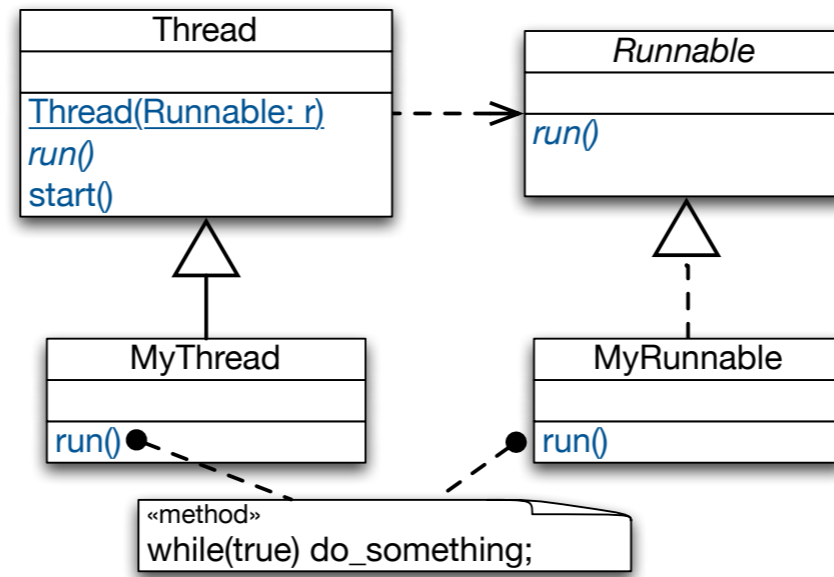 Thread
Thread(Runnable: r)
run()
start()
Runnable
run()
MyThread
run()
MyRunnable
run()
«method»
while(true) do_something;